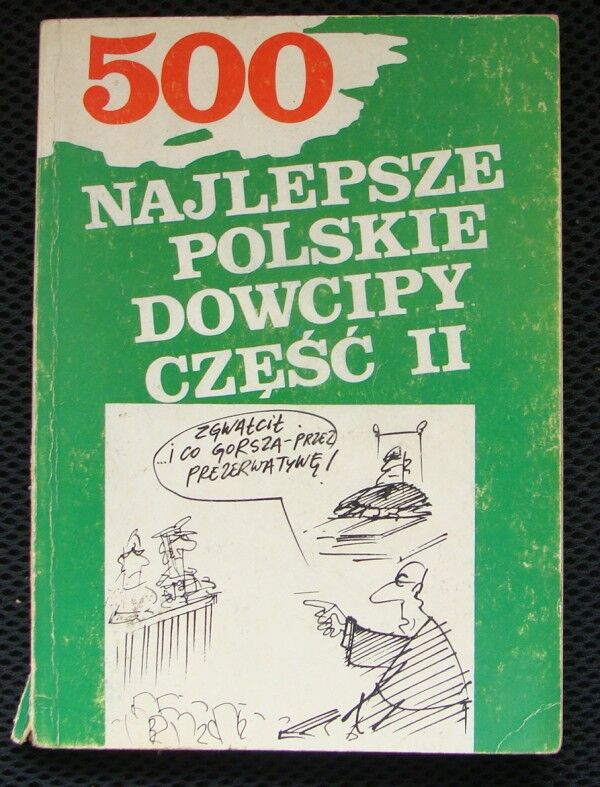 500
NAJLEPSZE
POLSKIE
DOWCIPY
CZĘŚĆ II
ZGWAŁCIŁ
...I CO GORSZA - PRZEZ
PREZERWATYWĘ!